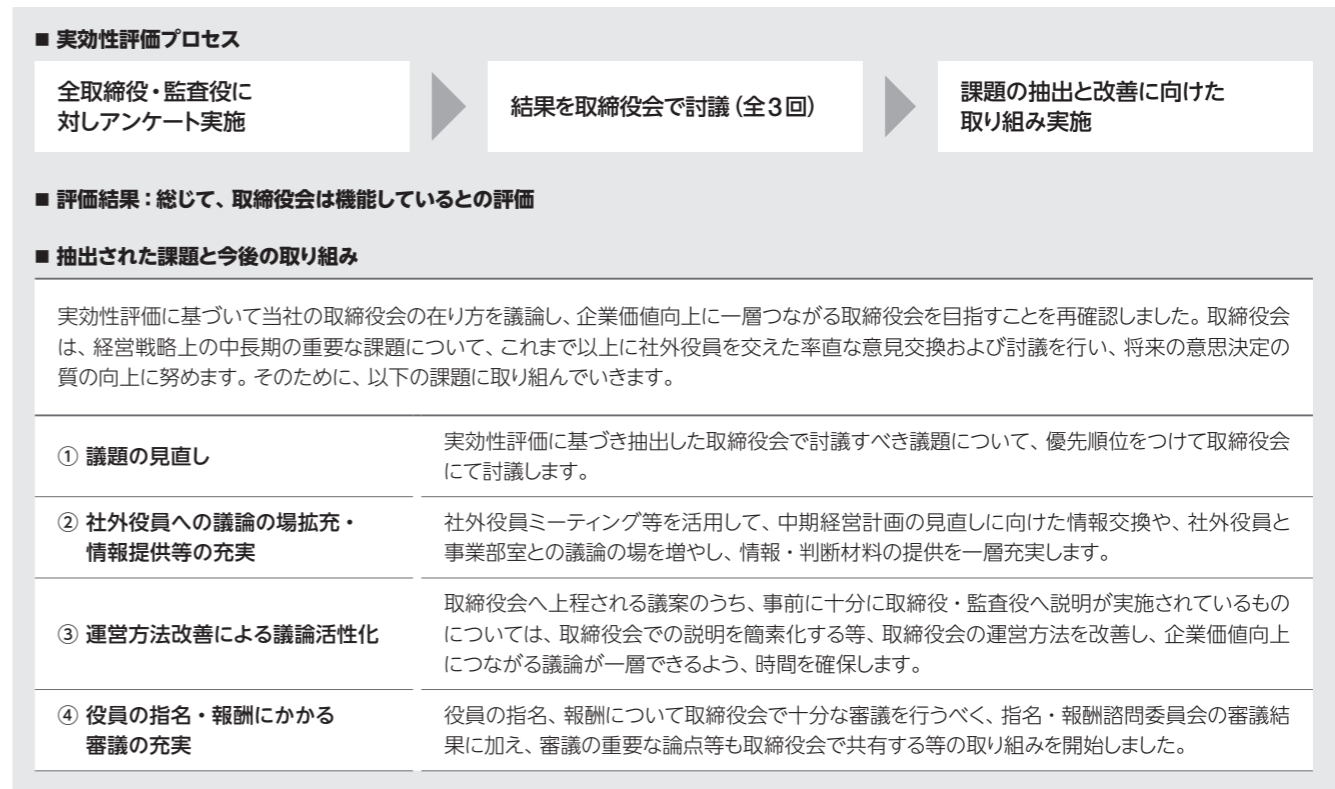 ■ 実効性評価プロセス
全取締役・監査役に
対しアンケート実施
結果を取締役会で討議（全3回）
課題の抽出と改善に向けた
取り組み実施
■ 評価結果：総じて、取締役会は機能しているとの評価
■ 抽出された課題と今後の取り組み
実効性評価に基づいて当社の取締役会の在り方を議論し、企業価値向上に一層つながる取締役会を目指すことを再確認しました。取締役会
は、経営戦略上の中長期の重要な課題について、これまで以上に社外役員を交えた率直な意見交換および討議を行い、将来の意思決定の
質の向上に努めます。そのために、以下の課題に取り組んでいきます。
① 議題の見直し
実効性評価に基づき抽出した取締役会で討議すべき議題について、優先順位をつけて取締役会
にて討議します。
② 社外役員への議論の場拡充・
情報提供等の充実
社外役員ミーティング等を活用して、中期経営計画の見直しに向けた情報交換や、社外役員と
事業部室との議論の場を増やし、情報・判断材料の提供を一層充実します。
③ 運営方法改善による議論活性化
取締役会へ上程される議案のうち、事前に十分に取締役・監査役へ説明が実施されているもの
については、取締役会での説明を簡素化する等、取締役会の運営方法を改善し、企業価値向上
につながる議論が一層できるよう、時間を確保します。
④ 役員の指名・報酬にかかる
審議の充実
役員の指名、報酬について取締役会で十分な審議を行うべく、指名・報酬諮問委員会の審議結
果に加え、審議の重要な論点等も取締役会で共有する等の取り組みを開始しました。